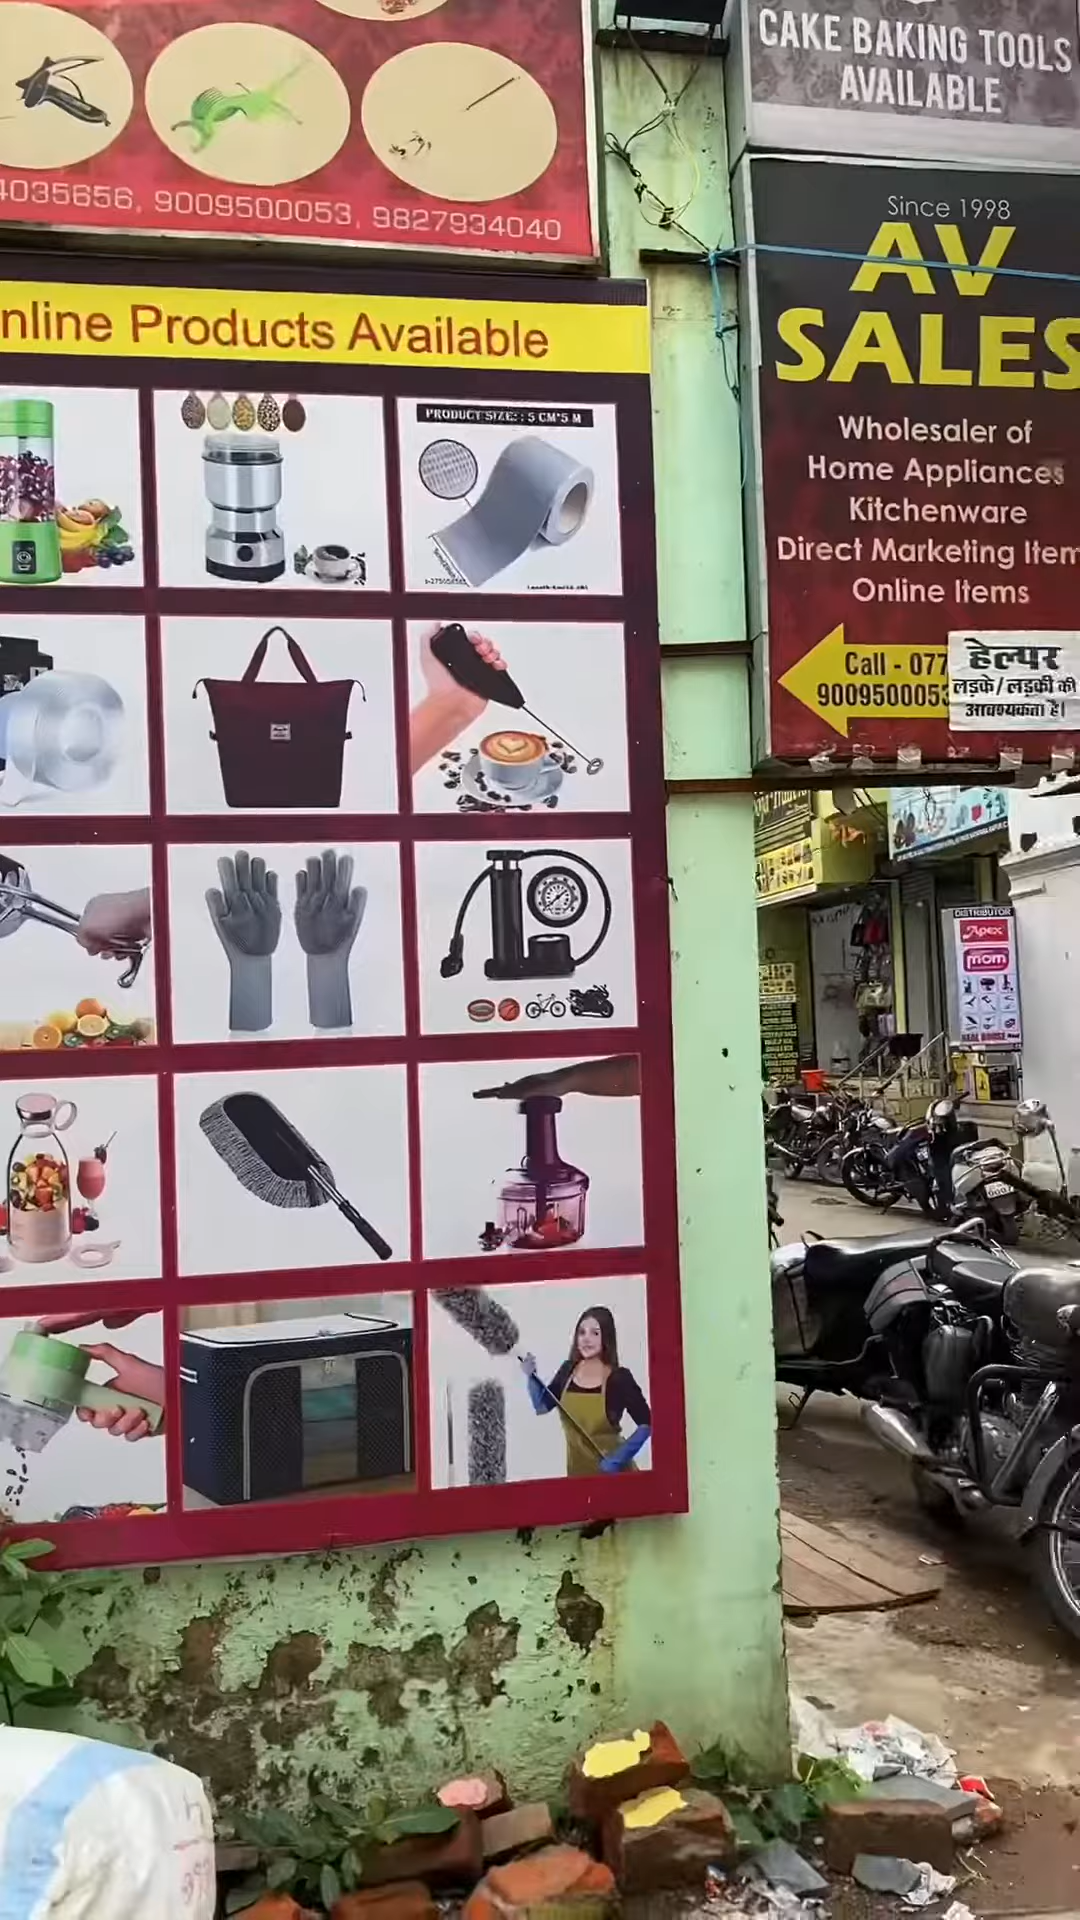 4035656, 9009500053, 9827934040
nline Products Available
PRODUCT SIZE: : 5 CM*5 M
CAKE BAKING TOOLS
AVAILABLE
Since 1998
AV
SALES
Wholesaler of
Home Appliances
Kitchenware
Direct Marketing Item
Online Items
Call - 077
9009500053
हेल्पर
लड़के/लड़की की
आवश्यकता है।
DISTRIBUTOR
Apex
mom